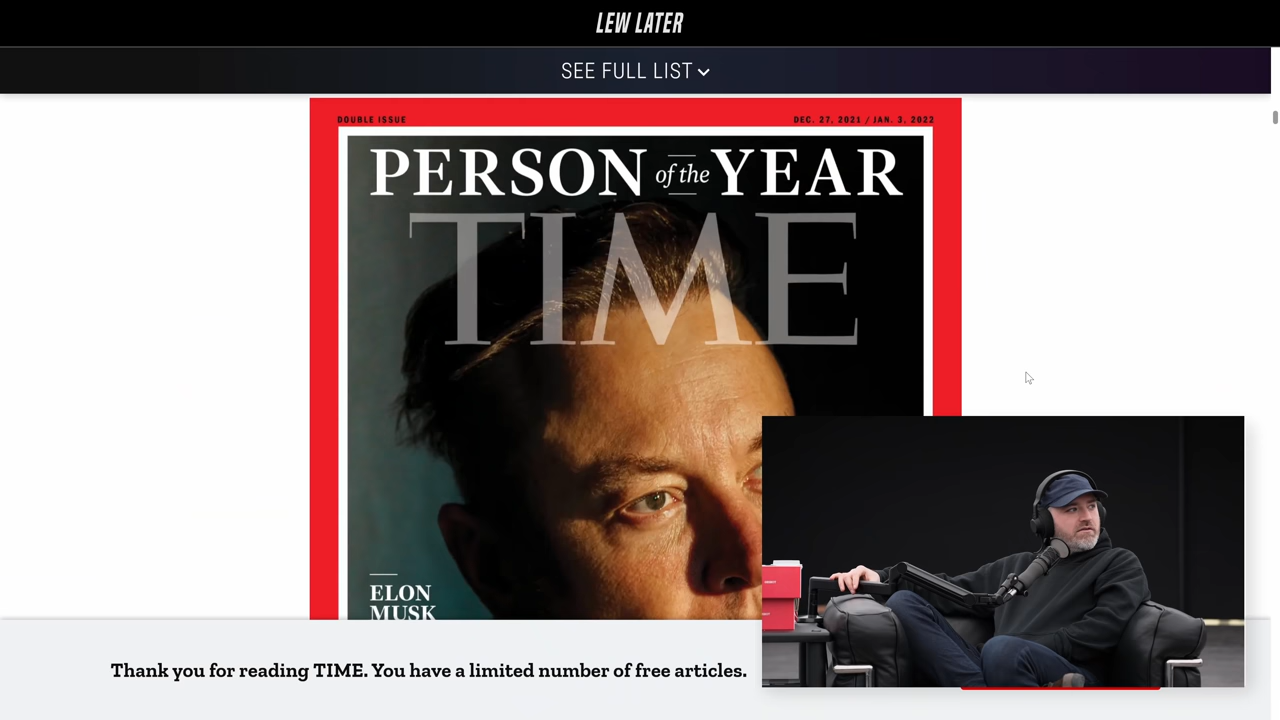 LEW LATER
SEE FULL LIST
DOUBLE ISSUE
DEC. 27, 2021 / JAN. 3, 2022
PERSON of the YEAR
TIME
ELON
MUSK
Thank you for reading TIME. You have a limited number of free articles.